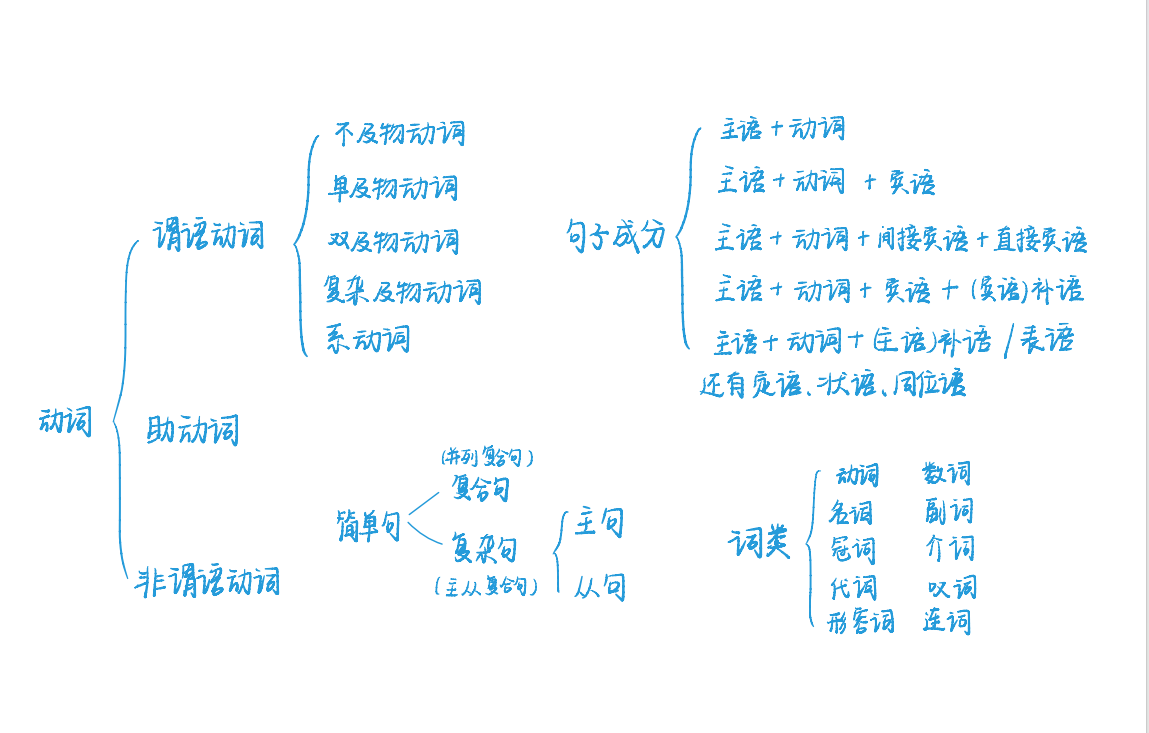 动词
谓语动词
不及物动词
单及物动词
双及物动词
复杂及物动词
系动词
助动词
非谓语动词
句子成分
主语+动词
主语+动词+宾语
主语+动词+间接宾语+直接宾语
主语+动词+宾语+(宾语)补语
主语+动词+(主语)补语/表语
还有定语、状语、同位语
简单句
(并列复合句)
复合句
复杂句
(主从复合句)
主句
从句
词类
动词 数词
名词 副词
冠词 介词
代词 叹词
形容词 连词